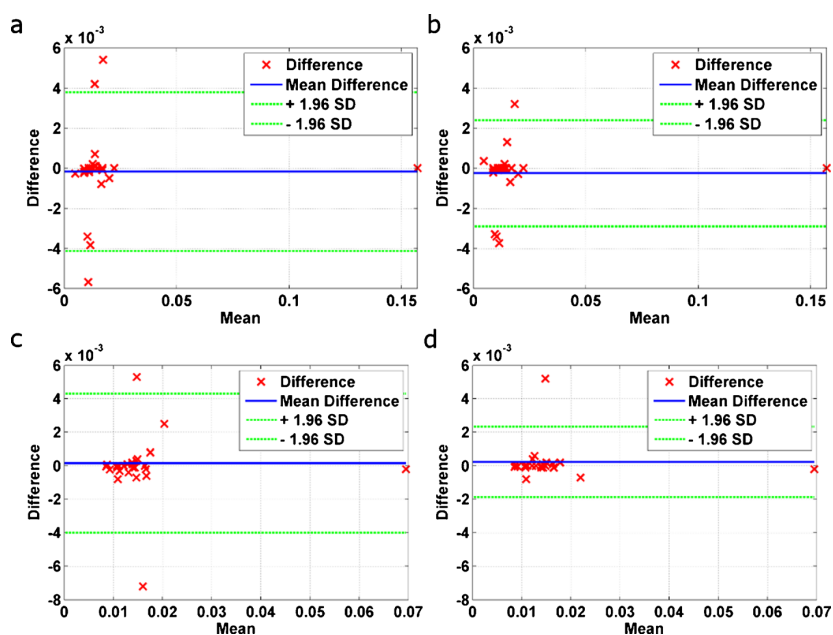 a
6 x 10⁻³
4
2
0
-2
-4
-6
Difference
0
0.05
0.1
0.15
Mean
Difference
Mean Difference
+ 1.96 SD
- 1.96 SD
b
6 x 10⁻³
4
2
0
-2
-4
-6
Difference
0
0.05
0.1
0.15
Mean
Difference
Mean Difference
+ 1.96 SD
- 1.96 SD
c
6 x 10⁻³
4
2
0
-2
-4
-6
-8
Difference
0
0.01
0.02
0.03
0.04
0.05
0.06
0.07
Mean
Difference
Mean Difference
+ 1.96 SD
- 1.96 SD
d
6 x 10⁻³
4
2
0
-2
-4
-6
-8
Difference
0
0.01
0.02
0.03
0.04
0.05
0.06
0.07
Mean
Difference
Mean Difference
+ 1.96 SD
- 1.96 SD